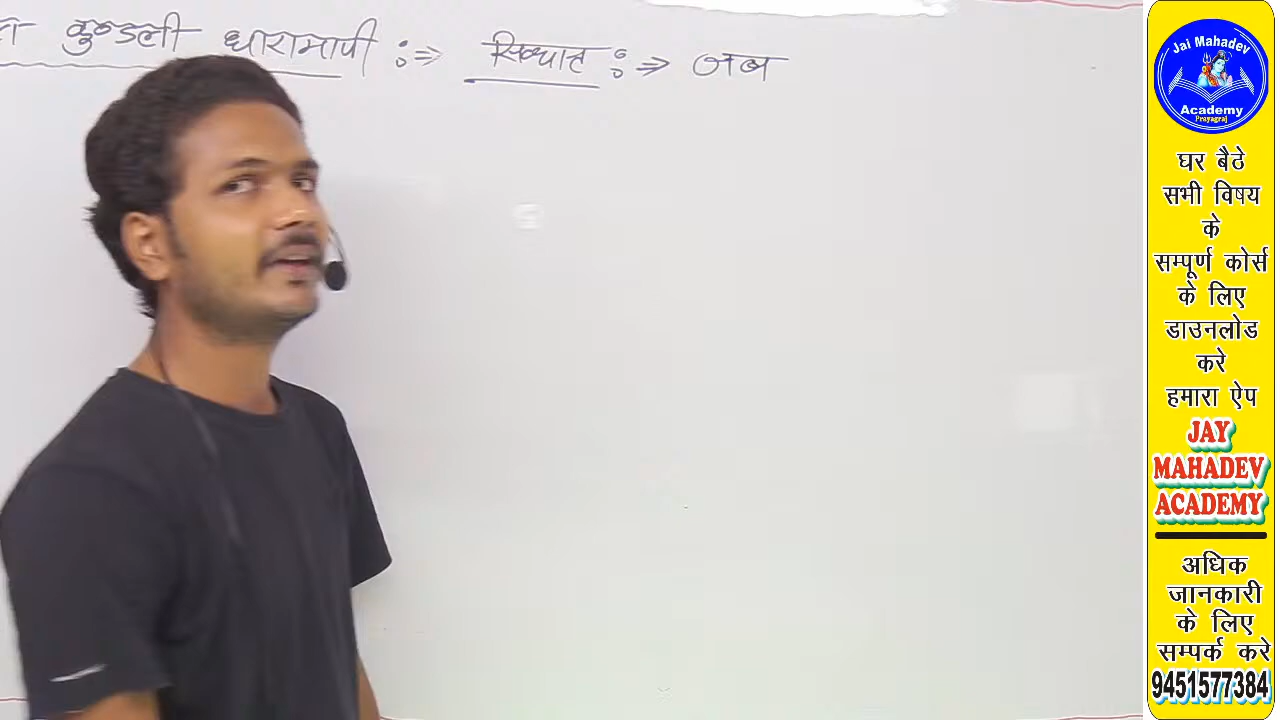 कुण्डली धारामापी :⇒ सिध्धान्त :⇒ जब
Jai Mahadev
Academy
Prayagraj
घर बैठे
सभी विषय
के
सम्पूर्ण कोर्स
के लिए
डाउनलोड
करे
हमारा ऐप
JAY
MAHADEV
ACADEMY
अधिक
जानकारी
के लिए
सम्पर्क करे
9451577384